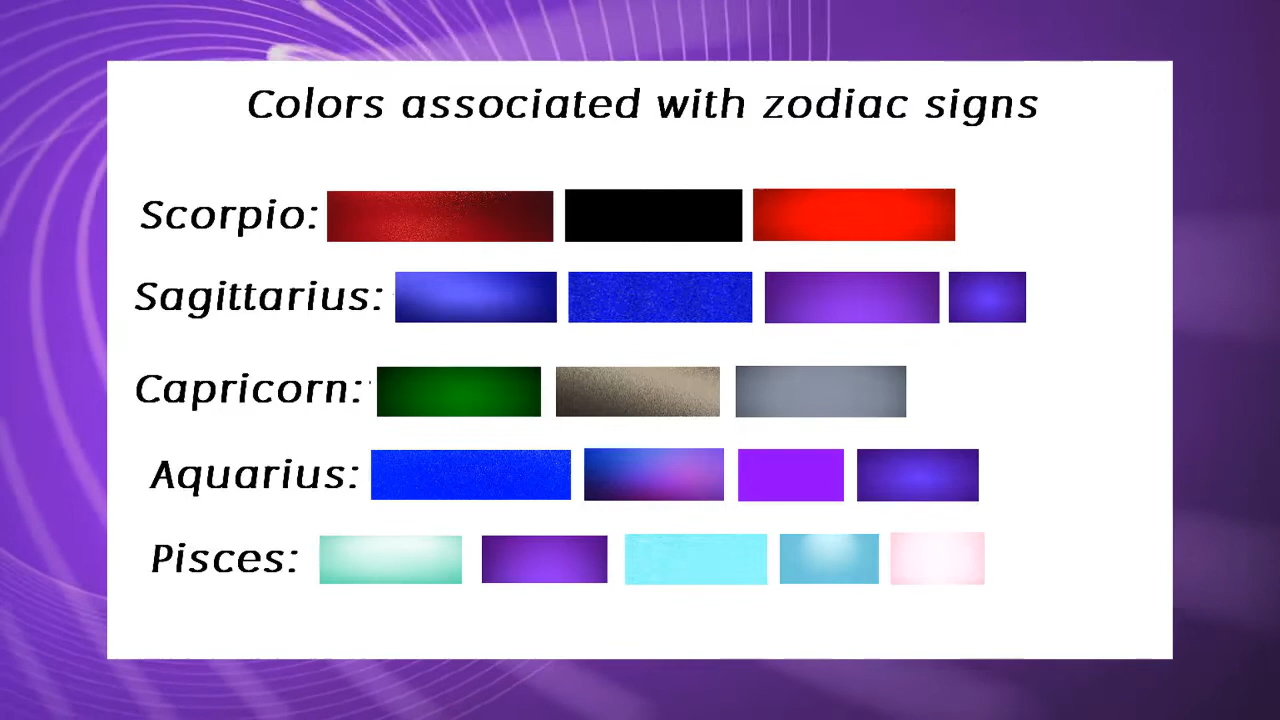 Colors associated with zodiac signs
Scorpio:
Sagittarius:
Capricorn:
Aquarius:
Pisces: